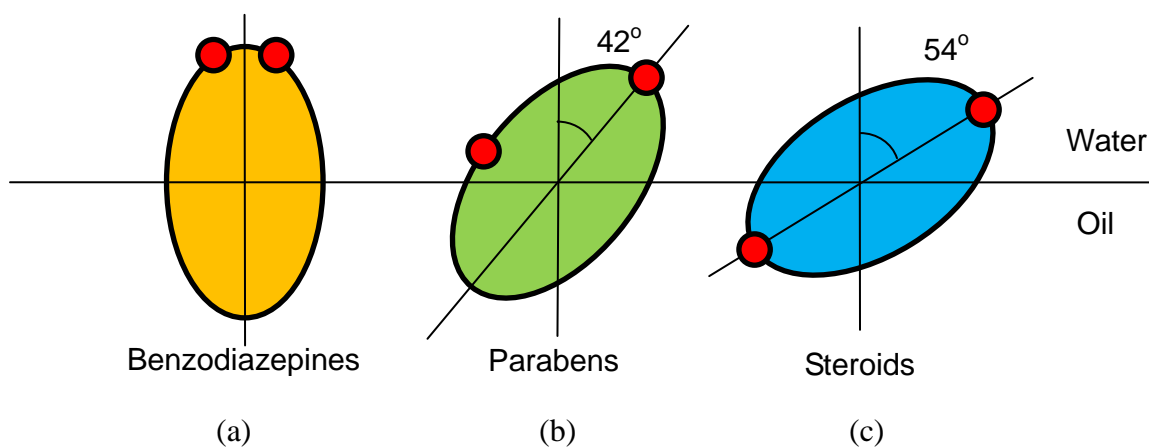 42°
54°
Water
Oil
Benzodiazepines
Parabens
Steroids
(a)
(b)
(c)